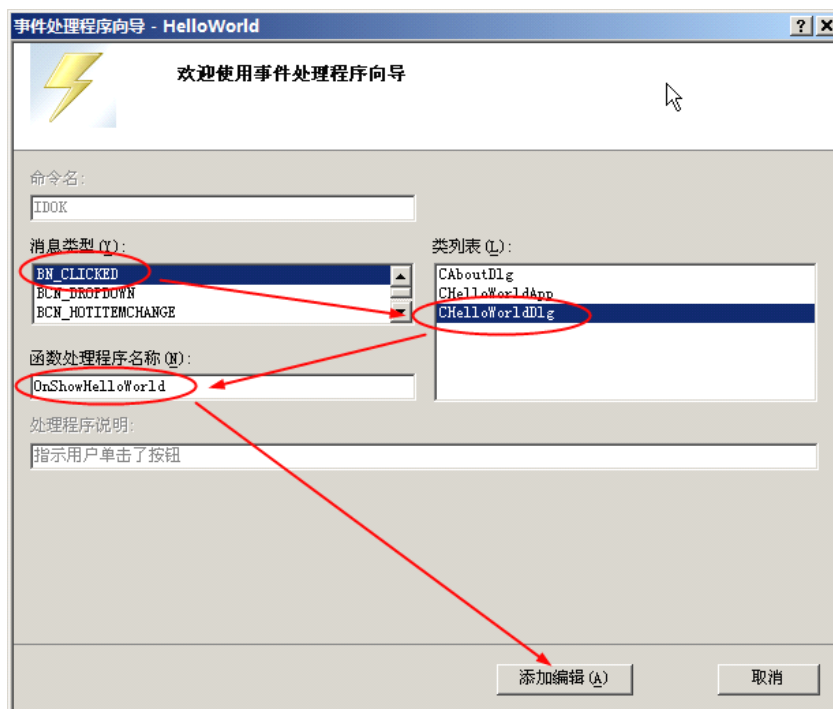 事件处理程序向导 - HelloWorld
欢迎使用事件处理程序向导
命令名:
IDOK
消息类型(Y):
BN_CLICKED
BCN_DROPDOWN
BCN_HOTITEMCHANGE
类列表(L):
CAboutDlg
CHelloWorldApp
CHelloWorldDlg
函数处理程序名称(N):
OnShowHelloWorld
处理程序说明:
指示用户单击了按钮
添加编辑(A)
取消